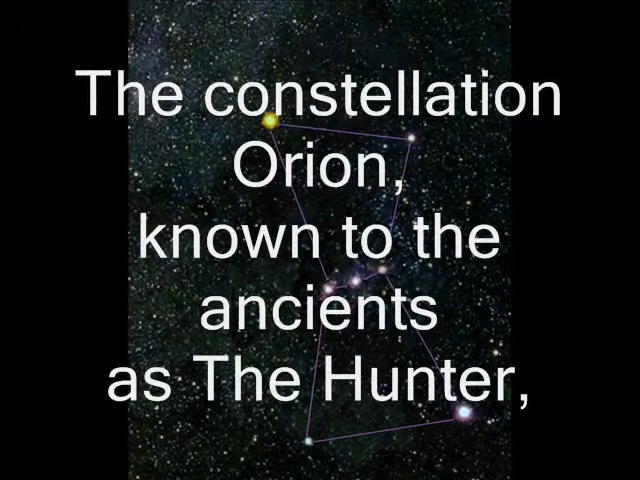 The constellation
Orion,
known to the
ancients
as The Hunter,